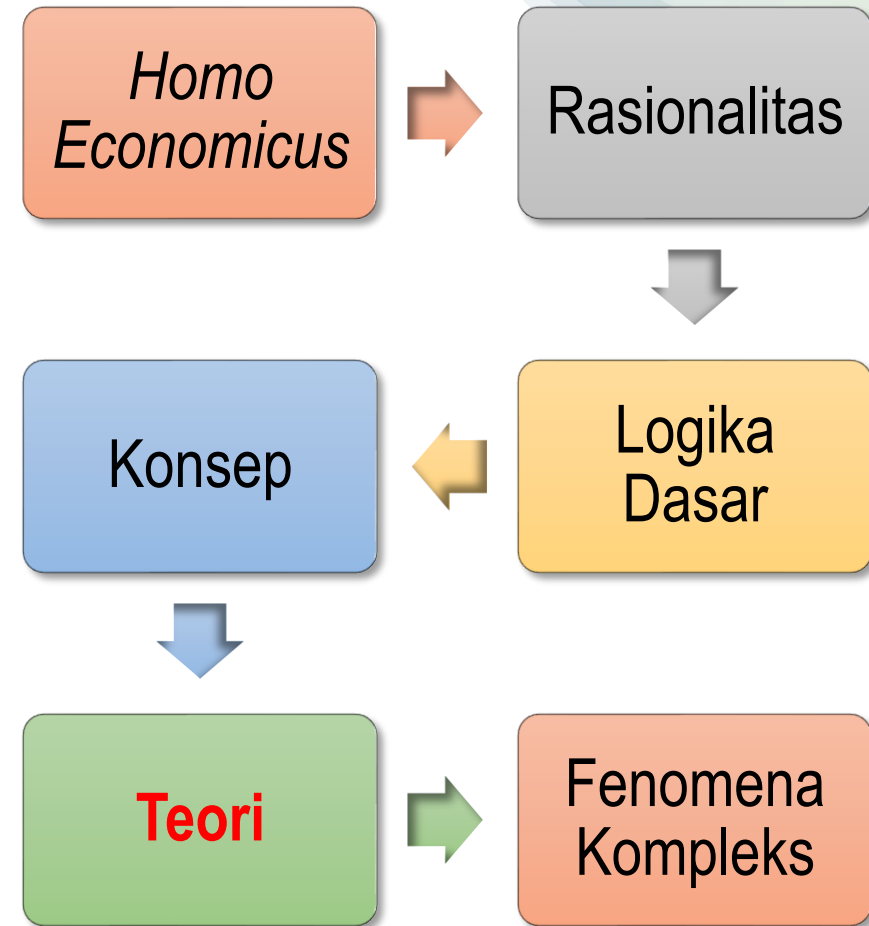 Homo
Economicus
Rasionalitas
Logika
Dasar
Konsep
Teori
Fenomena
Kompleks